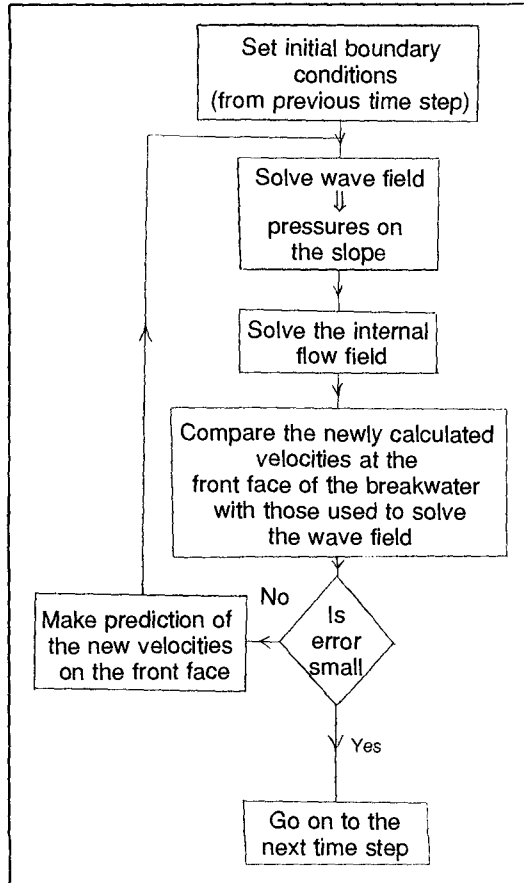 Set initial boundary
conditions
(from previous time step)
Solve wave field
⇓
pressures on
the slope
Solve the internal
flow field
Compare the newly calculated
velocities at the
front face of the breakwater
with those used to solve
the wave field
Is
error
small
No
Make prediction of
the new velocities
on the front face
Yes
Go on to the
next time step